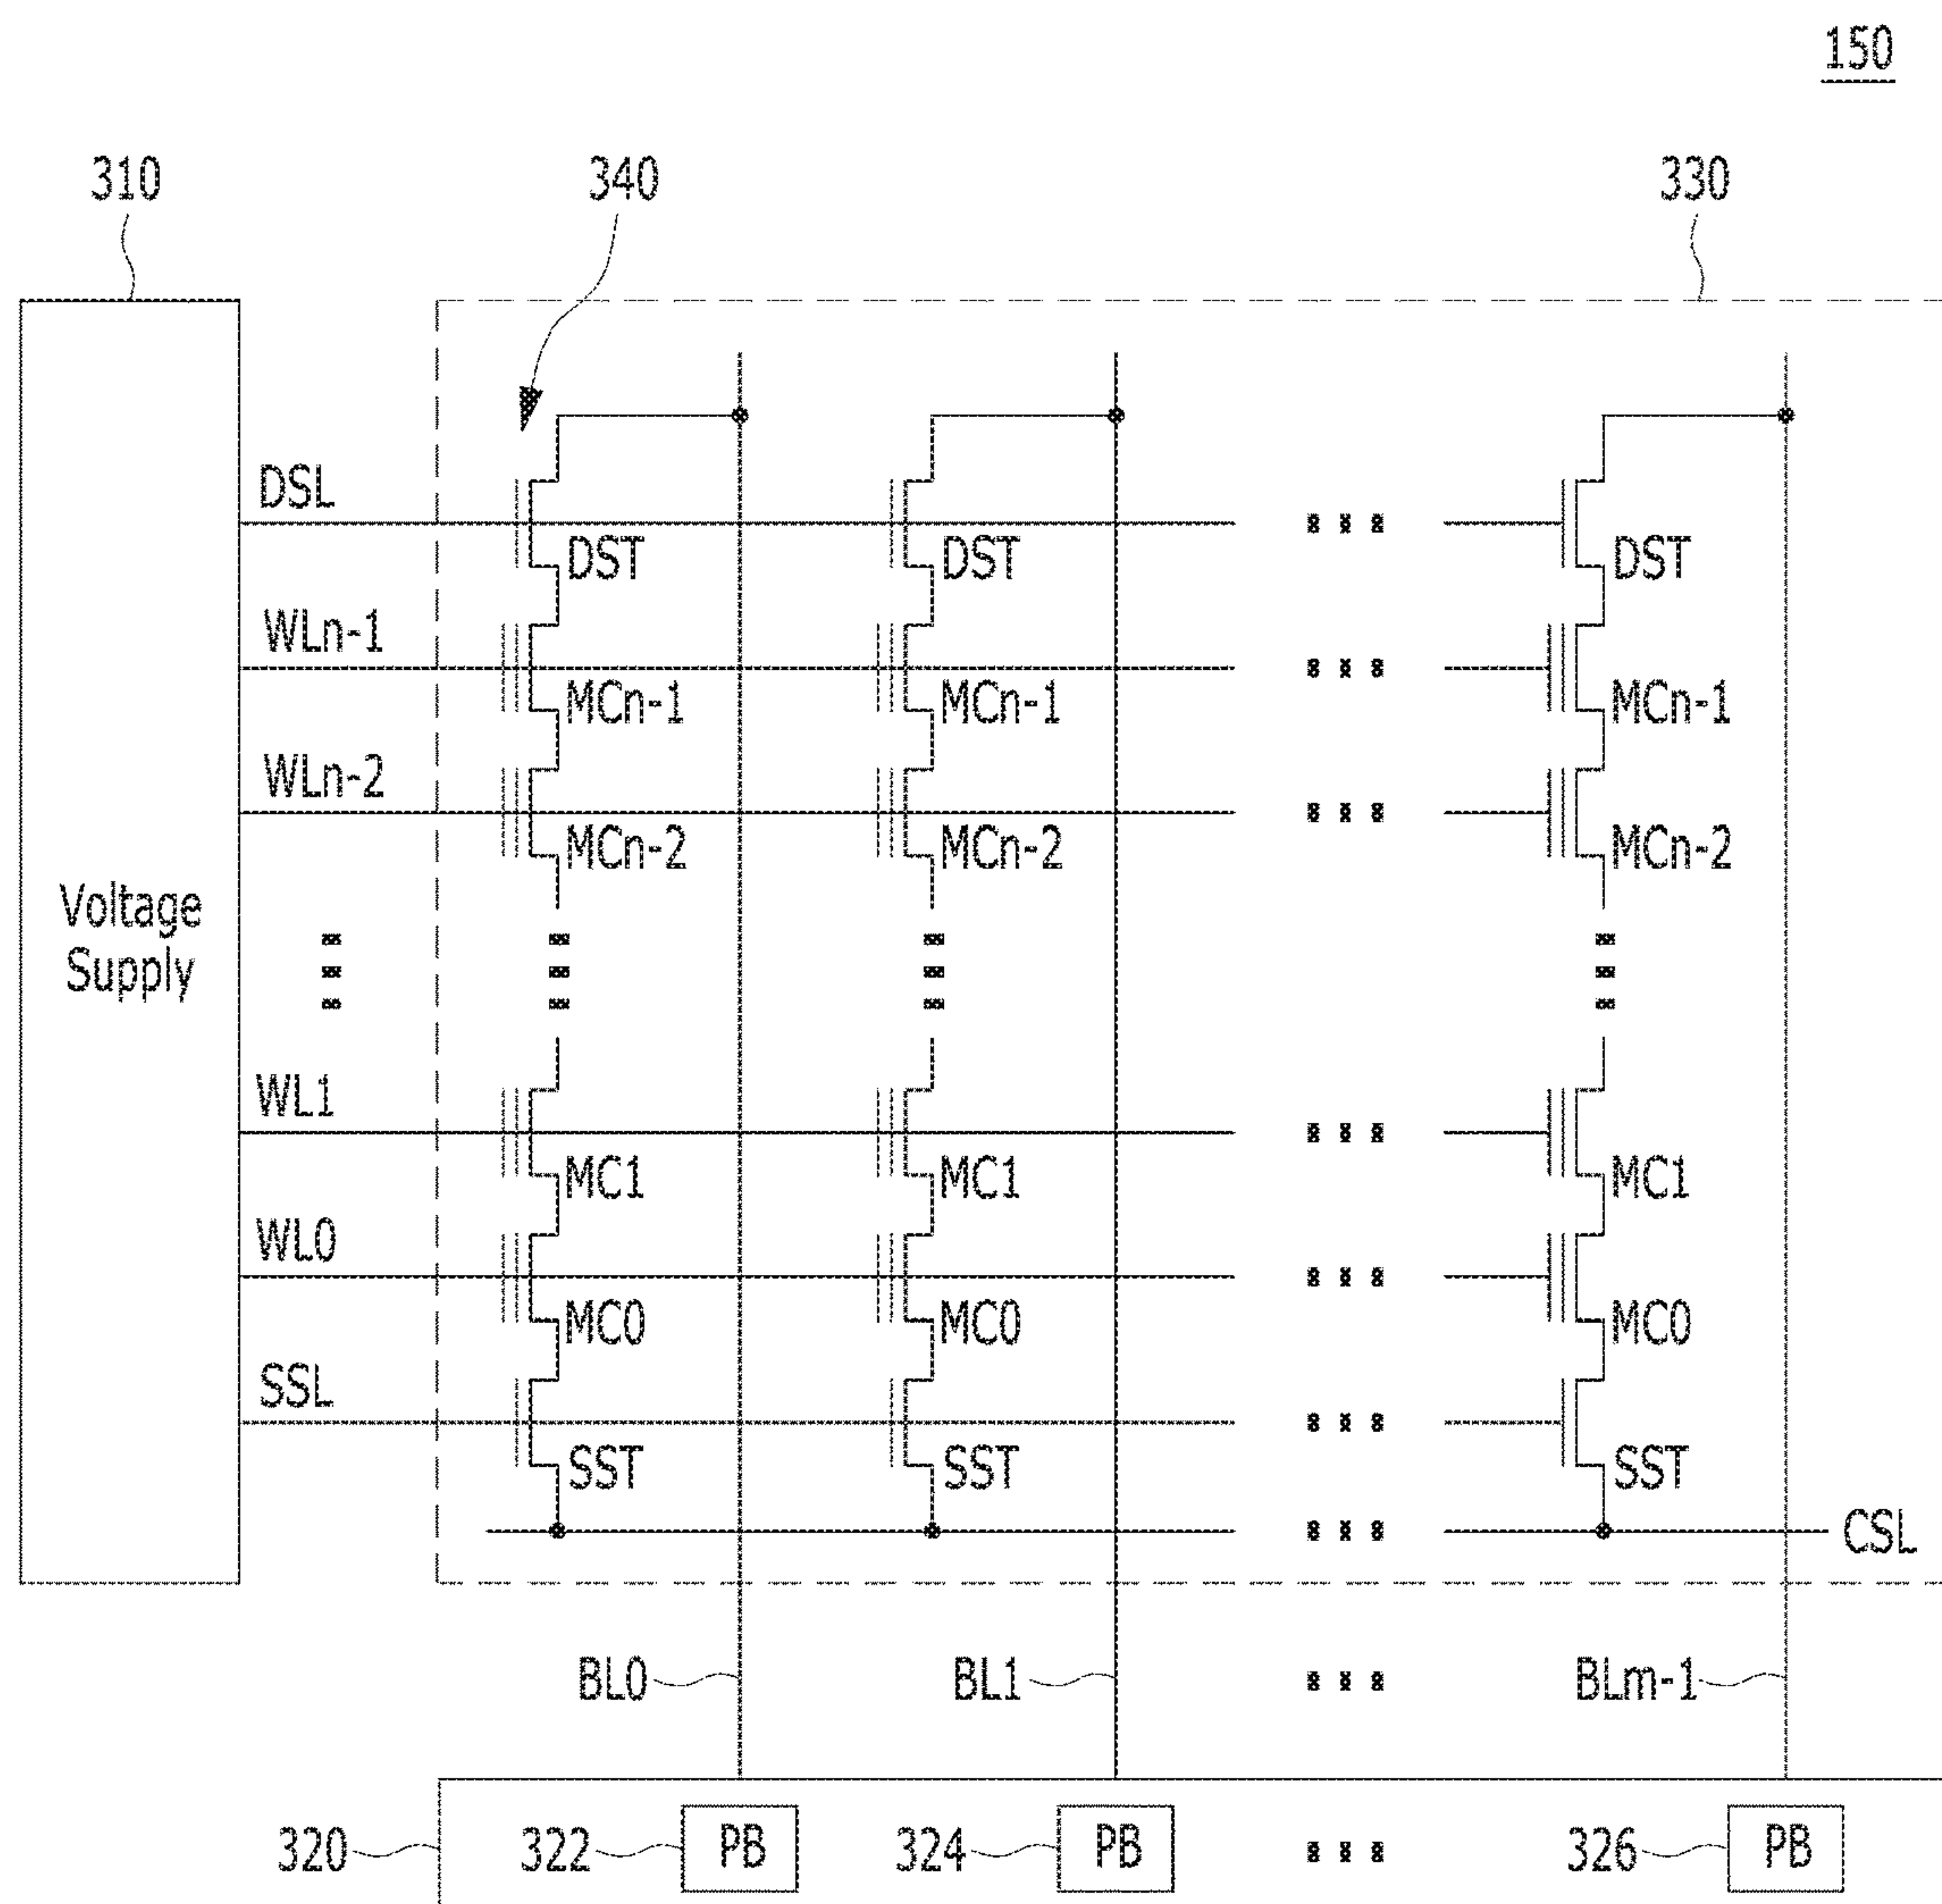 150
310 340 330
DSL
DST DST DST
WLn-1
MCn-1 MCn-1 MCn-1
WLn-2
MCn-2 MCn-2 MCn-2
Voltage
Supply
WL1
MC1 MC1 MC1
WL0
MC0 MC0 MC0
SSL
SST SST SST
CSL
BL0 BL1 BLm-1
320 322 PB 324 PB 326 PB